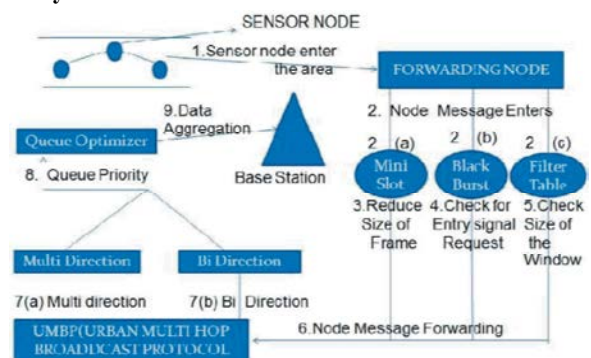 SENSOR NODE
1.Sensor node enter
the area
FORWARDING NODE
2. Node Message Enters
2 (a)
2 (b)
2 (c)
Mini
Slot
Black
Burst
Filter
Table
3.Reduce
Size of
Frame
4.Check for
Entry signal
Request
5.Check
Size of
the
Window
9.Data
Aggregation
Base Station
Queue Optimizer
8. Queue Priority
Multi Direction
Bi Direction
7(a) Multi direction
7(b) Bi Direction
UMBP(URBAN MULTI HOP
BROADDCAST PROTOCOL
6.Node Message Forwarding